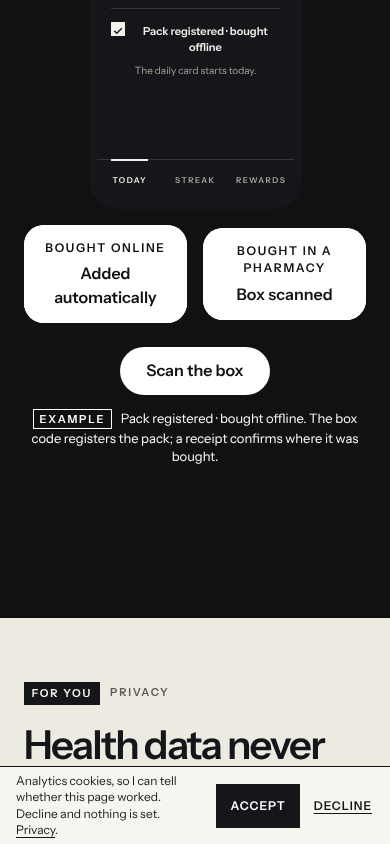 Pack registered · bought
offline
The daily card starts today.
TODAY STREAK REWARDS
BOUGHT ONLINE
Added
automatically
BOUGHT IN A
PHARMACY
Box scanned
Scan the box
EXAMPLE Pack registered · bought offline. The box
code registers the pack; a receipt confirms where it was
bought.
FOR YOU PRIVACY
Health data never
Analytics cookies, so I can tell
whether this page worked.
Decline and nothing is set.
Privacy.
ACCEPT DECLINE